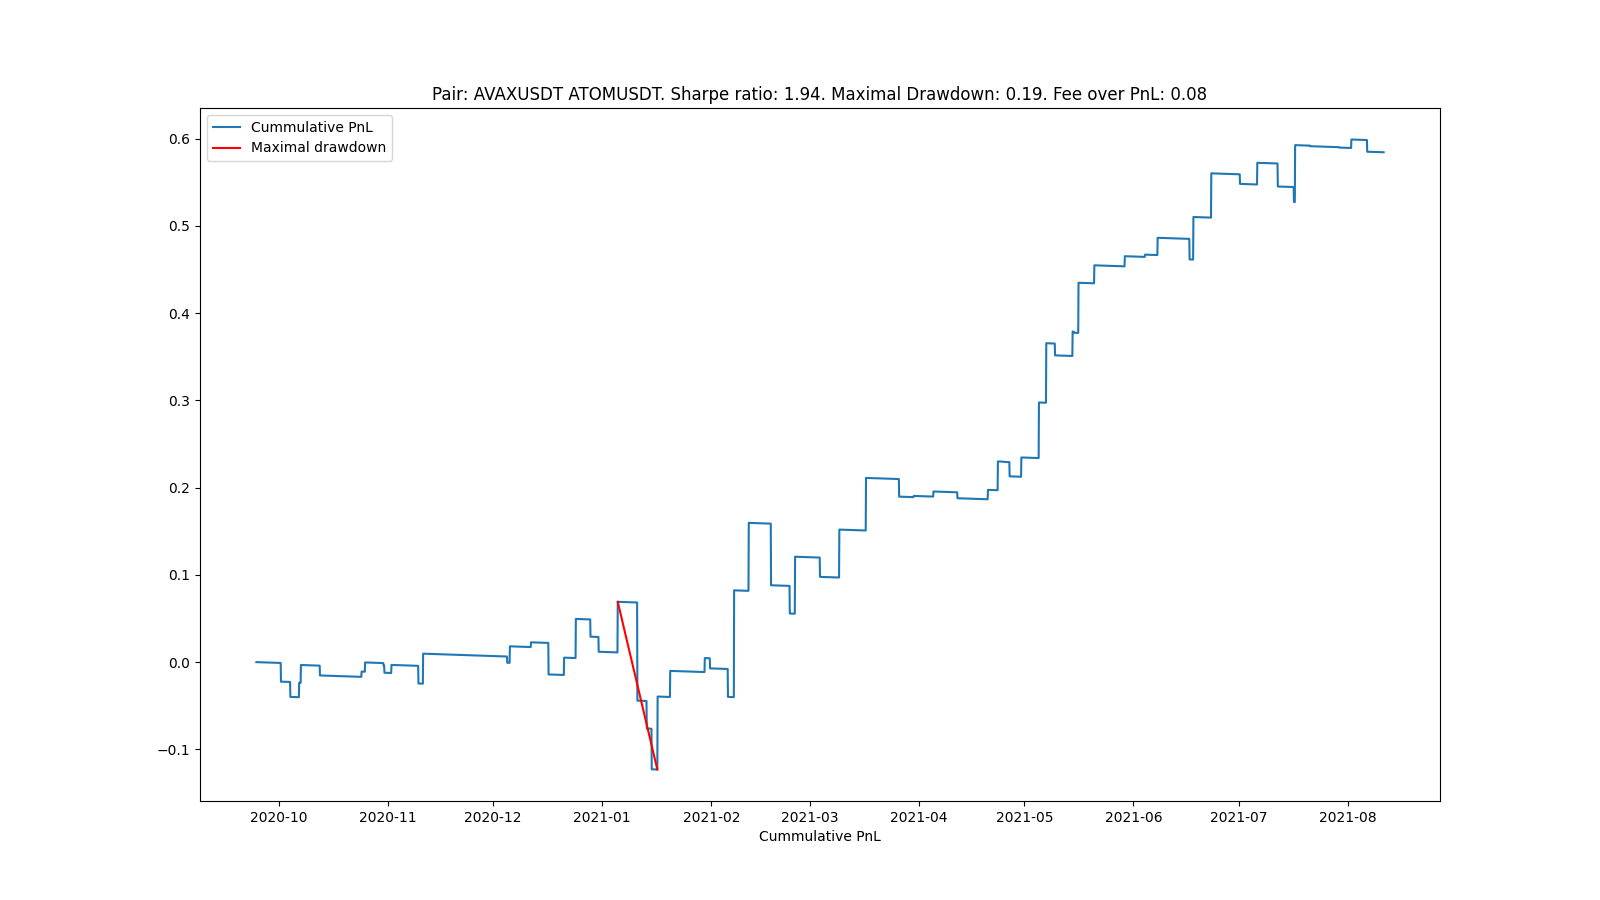 Pair: AVAXUSDT ATOMUSDT. Sharpe ratio: 1.94. Maximal Drawdown: 0.19. Fee over PnL: 0.08
Cummulative PnL
Maximal drawdown
0.6
0.5
0.4
0.3
0.2
0.1
0.0
−0.1
2020-10 2020-11 2020-12 2021-01 2021-02 2021-03 2021-04 2021-05 2021-06 2021-07 2021-08
Cummulative PnL